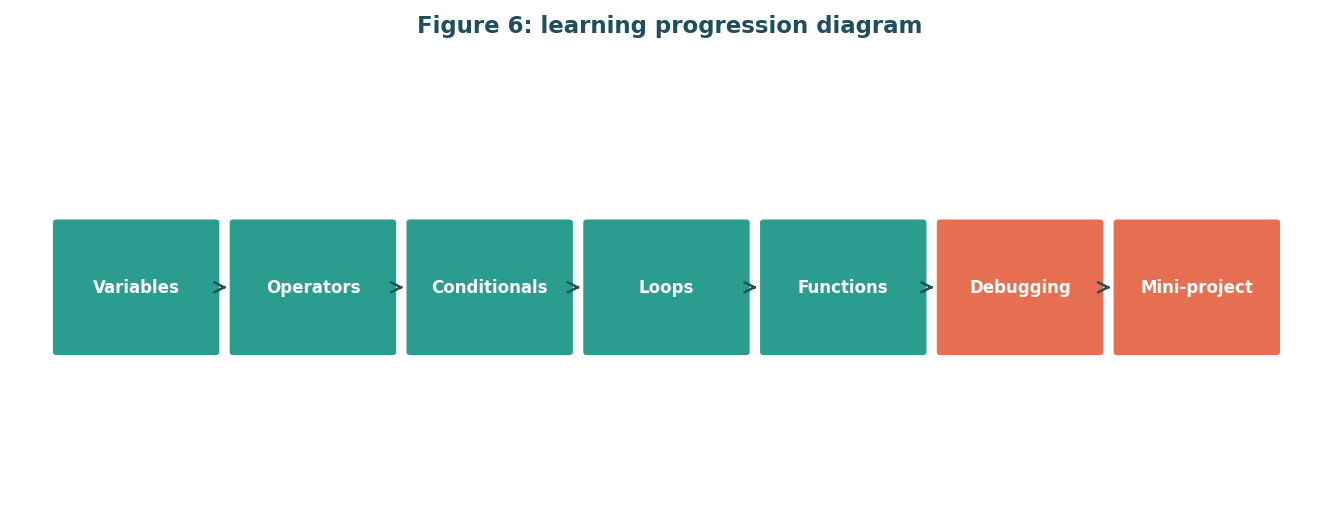 Figure 6: learning progression diagram
Variables
Operators
Conditionals
Loops
Functions
Debugging
Mini-project